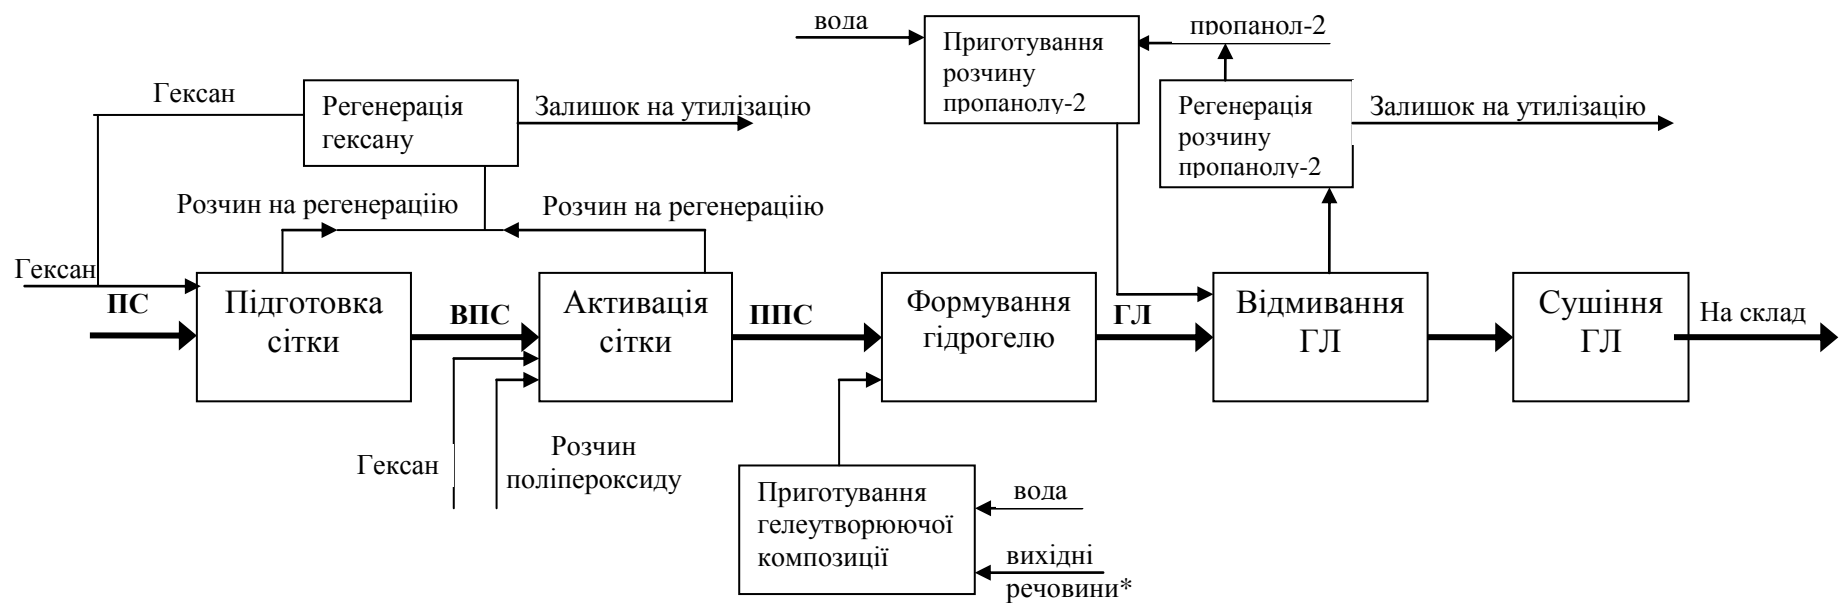 вода
пропанол-2
Приготування
розчину
пропанолу-2
Гексан
Регенерація
гексану
Залишок на утилізацію
Регенерація
розчину
пропанолу-2
Залишок на утилізацію
Розчин на регенераціію
Розчин на регенераціію
Гексан
ПС
Підготовка
сітки
ВПС
Активація
сітки
ППС
Формування
гідрогелю
ГЛ
Відмивання
ГЛ
Сушіння
ГЛ
На склад
Гексан
Розчин
поліпероксиду
Приготування
гелеутворюючої
композиції
вода
вихідні
речовини*